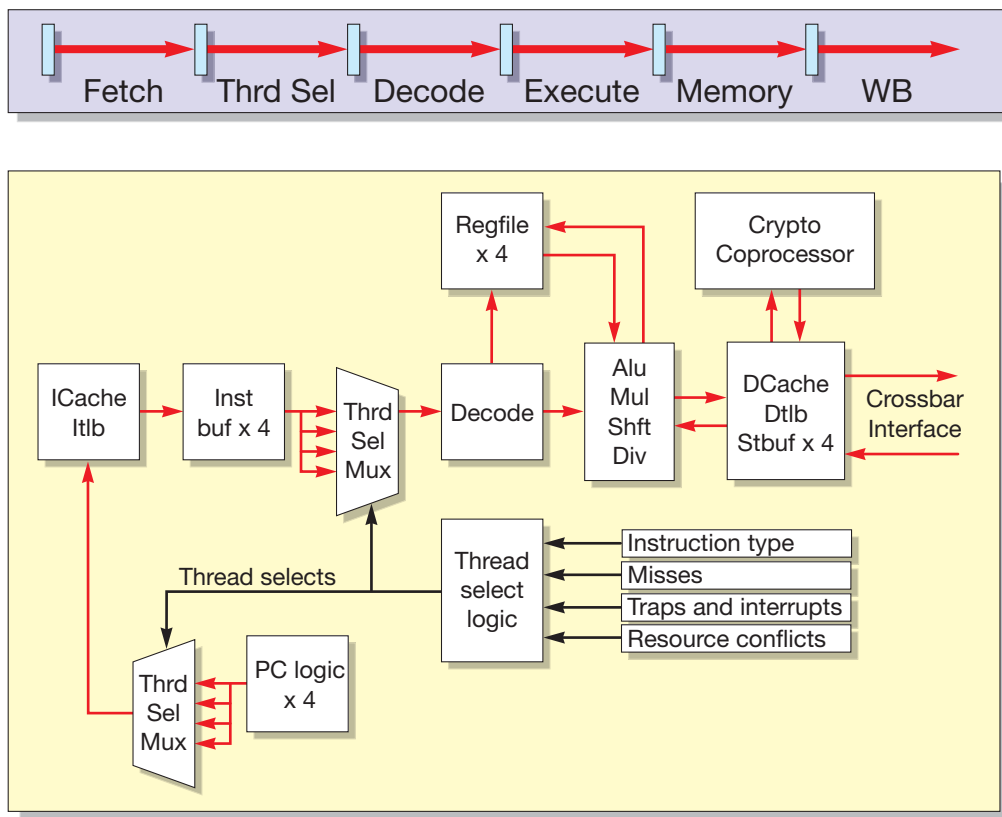 Fetch
Thrd Sel
Decode
Execute
Memory
WB
Regfile
x 4
Crypto
Coprocessor
ICache
Itlb
Inst
buf x 4
Thrd
Sel
Mux
Decode
Alu
Mul
Shft
Div
DCache
Dtlb
Stbuf x 4
Crossbar
Interface
Thread selects
Thread
select
logic
Instruction type
Misses
Traps and interrupts
Resource conflicts
Thrd
Sel
Mux
PC logic
x 4